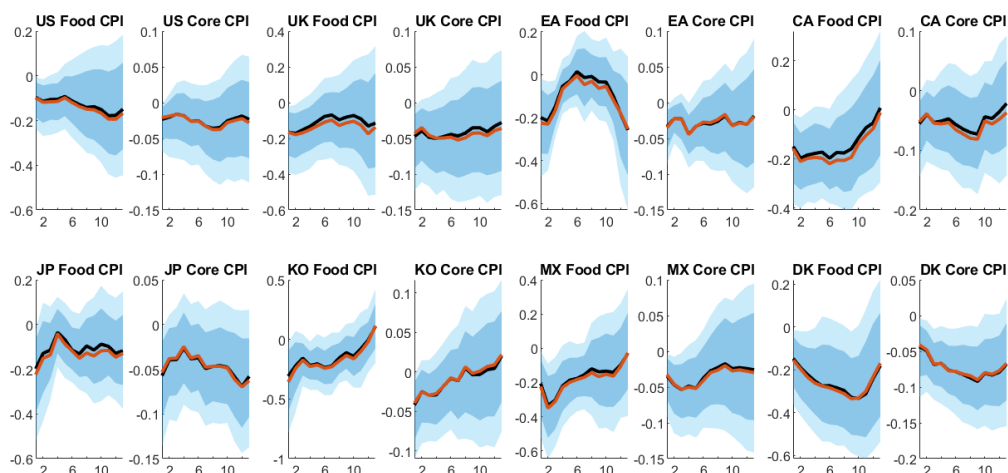 US Food CPI US Core CPI UK Food CPI UK Core CPI EA Food CPI EA Core CPI CA Food CPI CA Core CPI
0.2 0.1 0.4 0.1 0.2 0.1 0.1
0 0.05 0.2 0.05 0 0.05 0.2 0
-0.2 0 0 0 -0.2 0 0 -0.1
-0.4 -0.05 -0.2 -0.05 -0.4 -0.05 -0.2
-0.6 -0.1 -0.4 -0.1 -0.6 -0.1 -0.4 -0.2
-0.15 -0.6 -0.15 -0.15
2 6 10 2 6 10 2 6 10 2 6 10 2 6 10 2 6 10 2 6 10 2 6 10
JP Food CPI JP Core CPI KO Food CPI KO Core CPI MX Food CPI MX Core CPI DK Food CPI DK Core CPI
0.2 0.05 0.5 0.1 0.4 0.1 0.2 0.05
0 0 0 0.05 0.2 0.05 0 0
-0.2 -0.05 -0.5 0 0 0 -0.2 -0.05
-0.4 -0.1 -1 -0.05 -0.2 -0.05 -0.4 -0.1
-0.6 -0.15 -0.1 -0.4 -0.1 -0.6 -0.15
-0.6 -0.15 -0.2
2 6 10 2 6 10 2 6 10 2 6 10 2 6 10 2 6 10 2 6 10 2 6 10